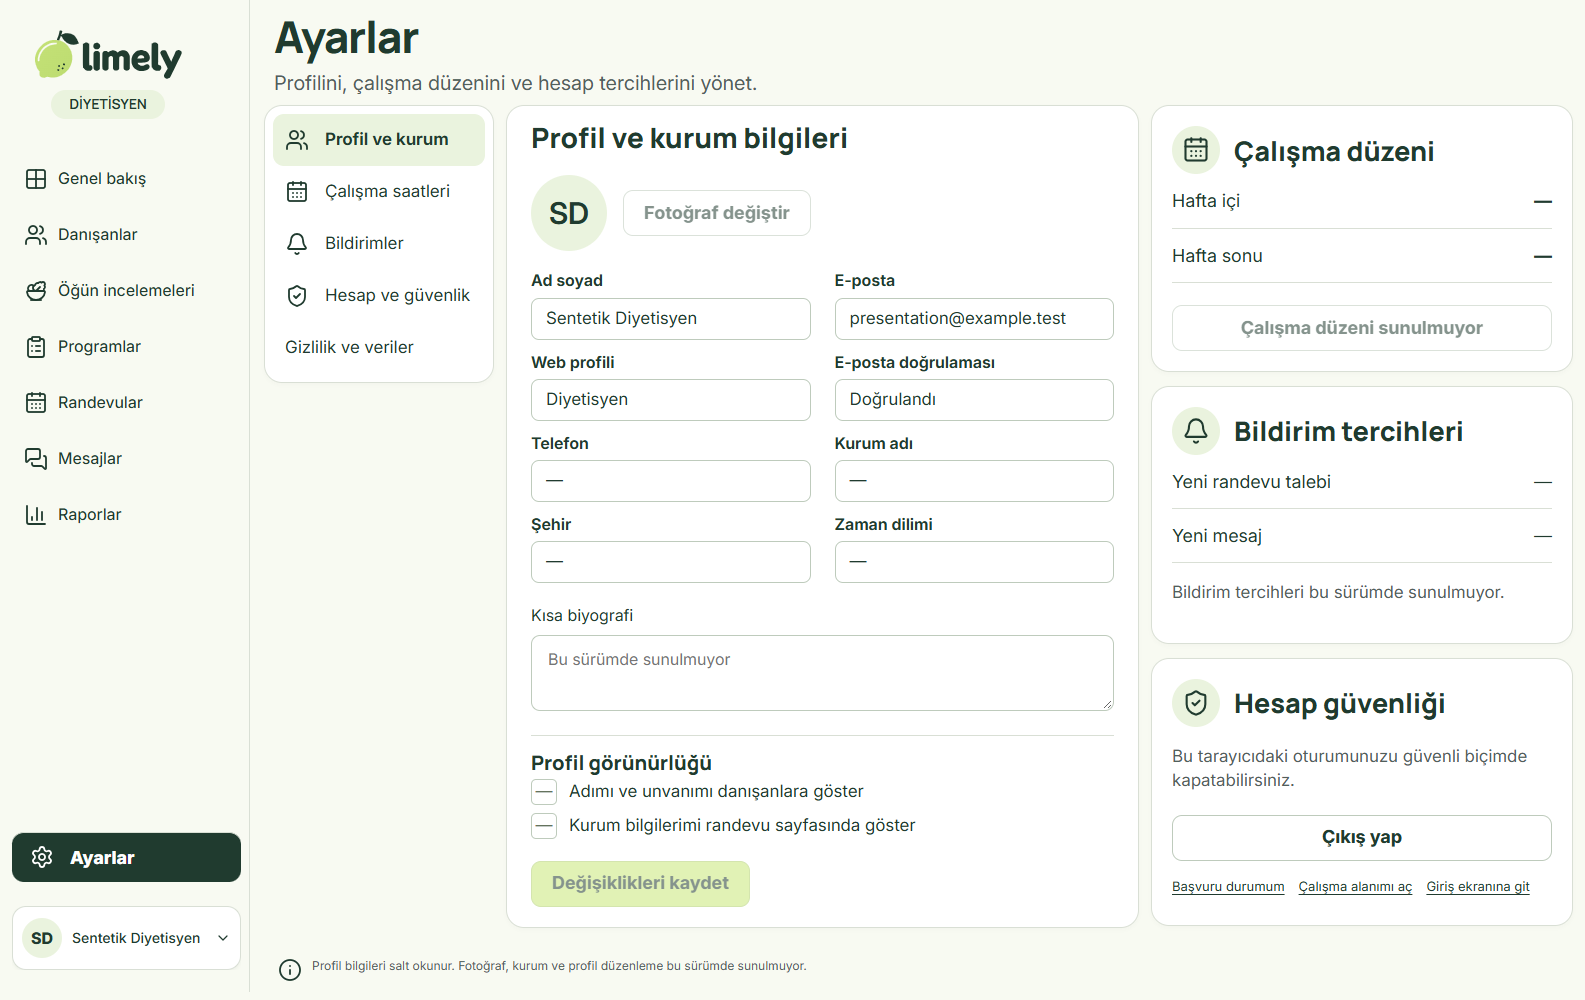 limely
DİYETİSYEN
Genel bakış
Danışanlar
Öğün incelemeleri
Programlar
Randevular
Mesajlar
Raporlar
Ayarlar
SD Sentetik Diyetisyen
Ayarlar
Profilini, çalışma düzenini ve hesap tercihlerini yönet.
Profil ve kurum
Çalışma saatleri
Bildirimler
Hesap ve güvenlik
Gizlilik ve veriler
Profil ve kurum bilgileri
SD Fotoğraf değiştir
Ad soyad
Sentetik Diyetisyen
E-posta
presentation@example.test
Web profili
Diyetisyen
E-posta doğrulaması
Doğrulandı
Telefon
—
Kurum adı
—
Şehir
—
Zaman dilimi
—
Kısa biyografi
Bu sürümde sunulmuyor
Profil görünürlüğü
— Adımı ve unvanımı danışanlara göster
— Kurum bilgilerimi randevu sayfasında göster
Değişiklikleri kaydet
Profil bilgileri salt okunur. Fotoğraf, kurum ve profil düzenleme bu sürümde sunulmuyor.
Çalışma düzeni
Hafta içi —
Hafta sonu —
Çalışma düzeni sunulmuyor
Bildirim tercihleri
Yeni randevu talebi —
Yeni mesaj —
Bildirim tercihleri bu sürümde sunulmuyor.
Hesap güvenliği
Bu tarayıcıdaki oturumunuzu güvenli biçimde
kapatabilirsiniz.
Çıkış yap
Başvuru durumum Çalışma alanımı aç Giriş ekranına git